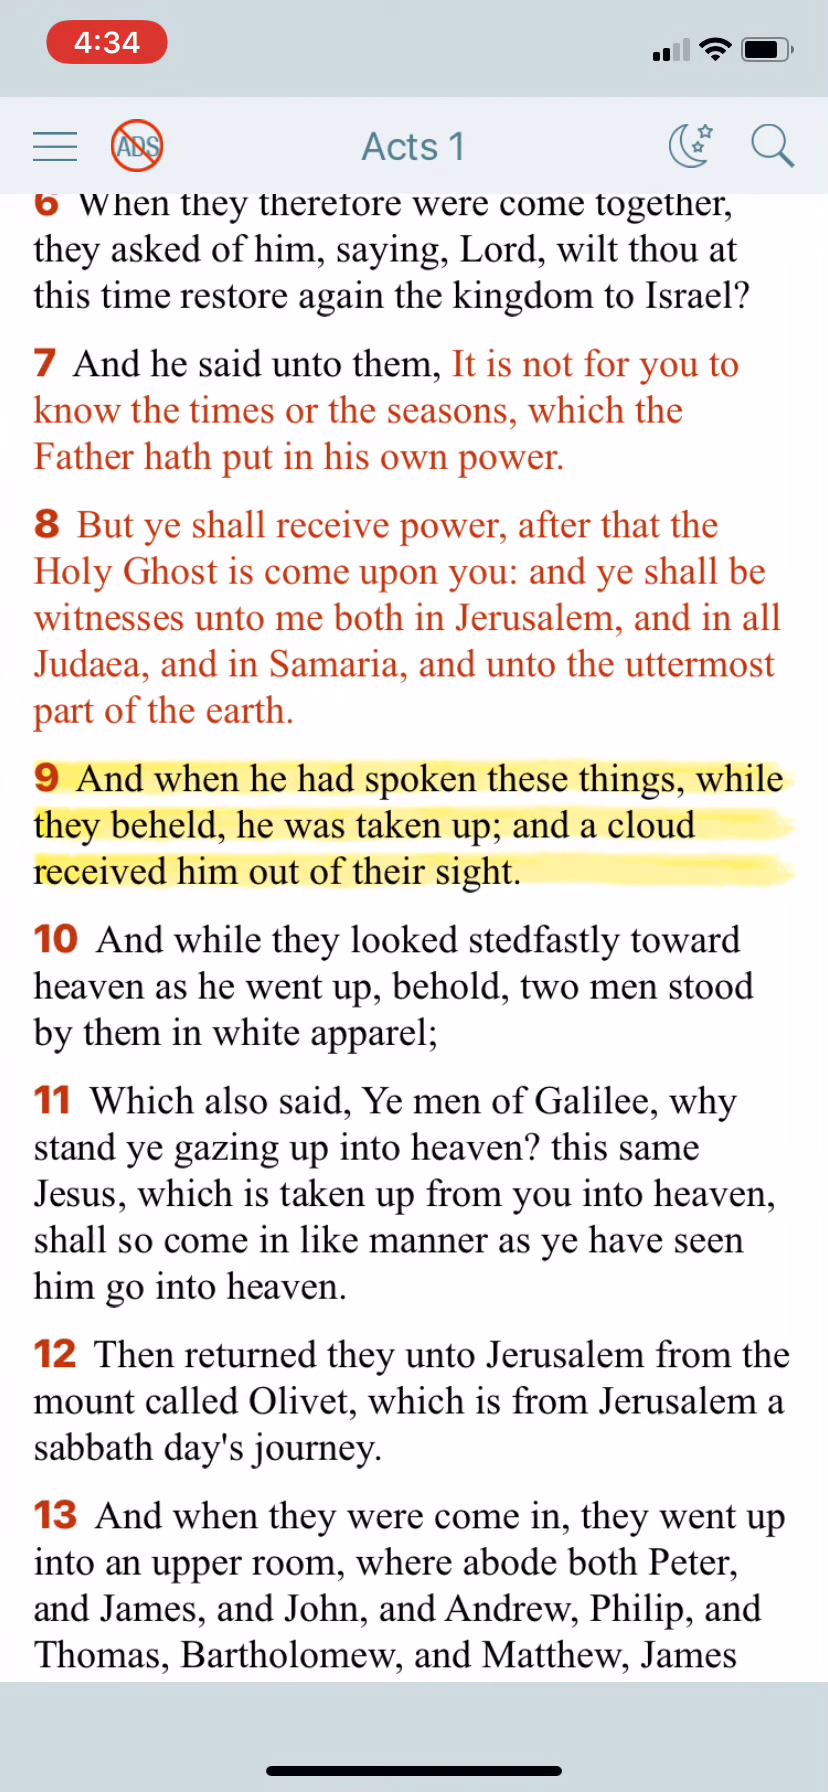 4:34
ADS
Acts 1
6 When they therefore were come together,
they asked of him, saying, Lord, wilt thou at
this time restore again the kingdom to Israel?
7 And he said unto them, It is not for you to
know the times or the seasons, which the
Father hath put in his own power.
8 But ye shall receive power, after that the
Holy Ghost is come upon you: and ye shall be
witnesses unto me both in Jerusalem, and in all
Judaea, and in Samaria, and unto the uttermost
part of the earth.
9 And when he had spoken these things, while
they beheld, he was taken up; and a cloud
received him out of their sight.
10 And while they looked stedfastly toward
heaven as he went up, behold, two men stood
by them in white apparel;
11 Which also said, Ye men of Galilee, why
stand ye gazing up into heaven? this same
Jesus, which is taken up from you into heaven,
shall so come in like manner as ye have seen
him go into heaven.
12 Then returned they unto Jerusalem from the
mount called Olivet, which is from Jerusalem a
sabbath day's journey.
13 And when they were come in, they went up
into an upper room, where abode both Peter,
and James, and John, and Andrew, Philip, and
Thomas, Bartholomew, and Matthew, James